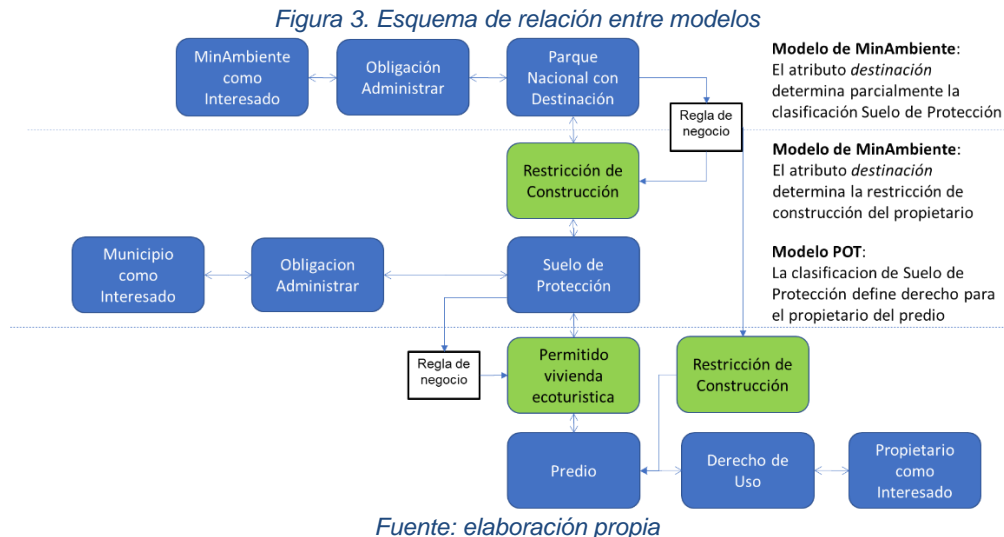 Figura 3. Esquema de relación entre modelos
MinAmbiente
como
Interesado
Obligación
Administrar
Parque
Nacional con
Destinación
Regla de
negocio
Modelo de MinAmbiente:
El atributo destinación
determina parcialmente la
clasificación Suelo de Protección
Restricción de
Construcción
Modelo de MinAmbiente:
El atributo destinación
determina la restricción de
construcción del propietario
Municipio
como
Interesado
Obligacion
Administrar
Suelo de
Protección
Modelo POT:
La clasificacion de Suelo de
Protección define derecho para
el propietario del predio
Regla de
negocio
Permitido
vivienda
ecoturistica
Restricción de
Construcción
Predio
Derecho de
Uso
Propietario
como
Interesado
Fuente: elaboración propia